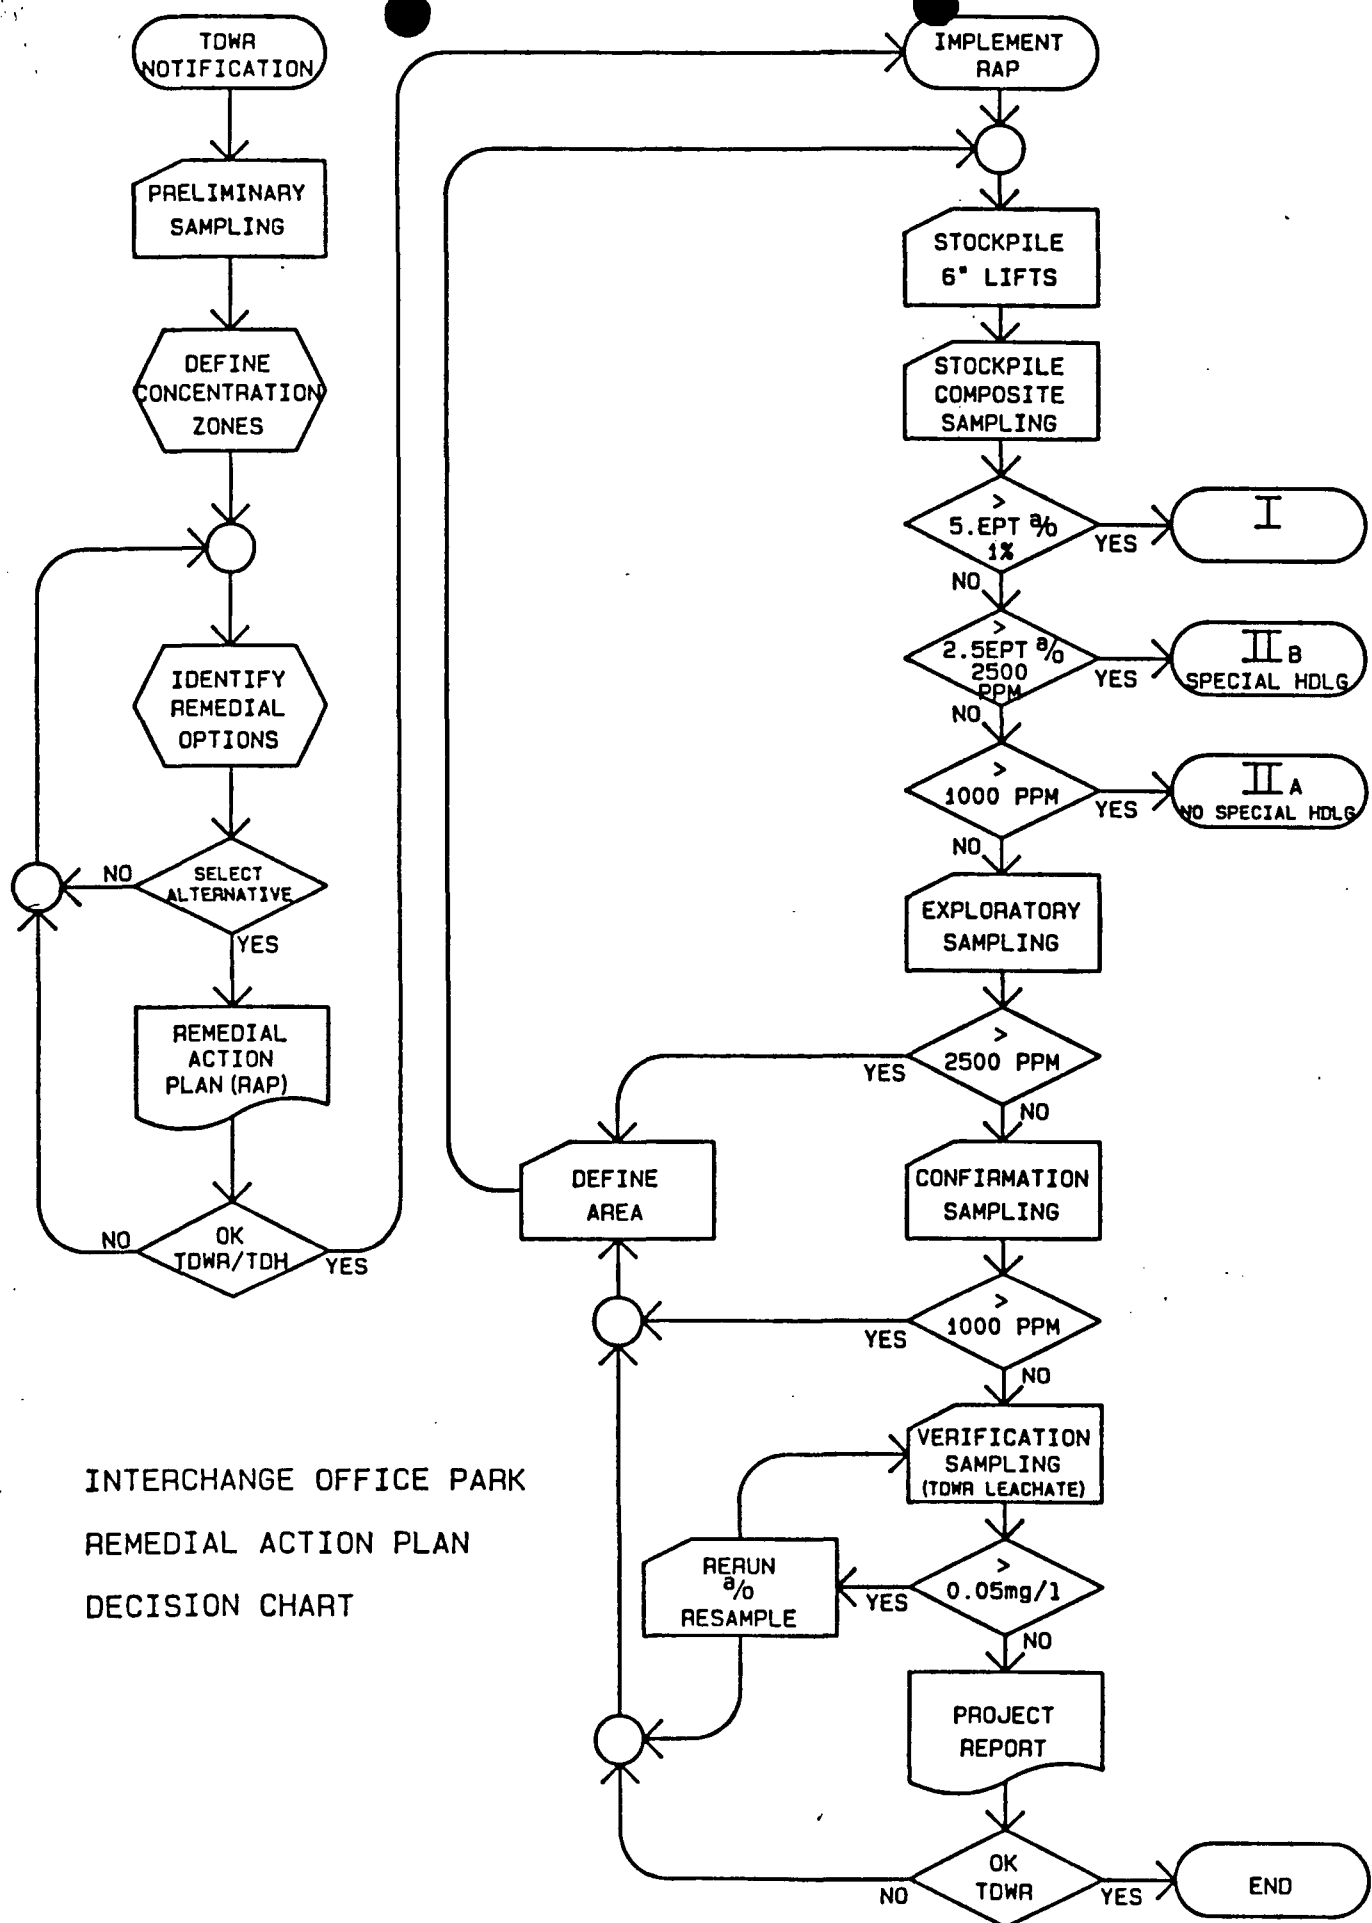 TDWR
NOTIFICATION
PRELIMINARY
SAMPLING
DEFINE
CONCENTRATION
ZONES
IDENTIFY
REMEDIAL
OPTIONS
SELECT
ALTERNATIVE
NO
YES
REMEDIAL
ACTION
PLAN (RAP)
OK
TDWR/TDH
NO
YES
IMPLEMENT
RAP
STOCKPILE
6" LIFTS
STOCKPILE
COMPOSITE
SAMPLING
>
5.EPT a/o
1%
YES
I
NO
>
2.5EPT a/o
2500
PPM
YES
II B
SPECIAL HDLG
NO
>
1000 PPM
YES
II A
NO SPECIAL HDLG
NO
EXPLORATORY
SAMPLING
>
2500 PPM
YES
NO
DEFINE
AREA
CONFIRMATION
SAMPLING
>
1000 PPM
YES
NO
VERIFICATION
SAMPLING
(TDWR LEACHATE)
>
0.05mg/l
YES
NO
RERUN
a/o
RESAMPLE
PROJECT
REPORT
OK
TDWR
NO
YES
END
INTERCHANGE OFFICE PARK
REMEDIAL ACTION PLAN
DECISION CHART